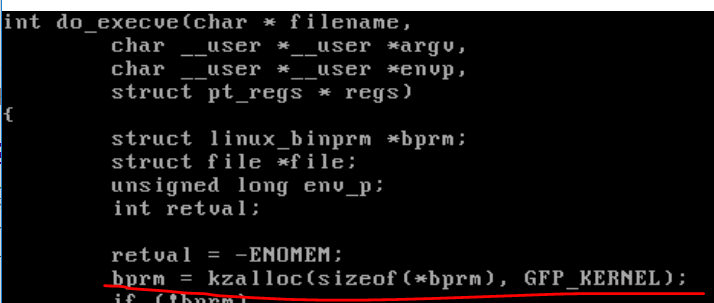 int do_execve(char * filename,
        char __user *__user *argv,
        char __user *__user *envp,
        struct pt_regs * regs)
{
        struct linux_binprm *bprm;
        struct file *file;
        unsigned long env_p;
        int retval;

        retval = -ENOMEM;
        bprm = kzalloc(sizeof(*bprm), GFP_KERNEL);
        if (!bprm)